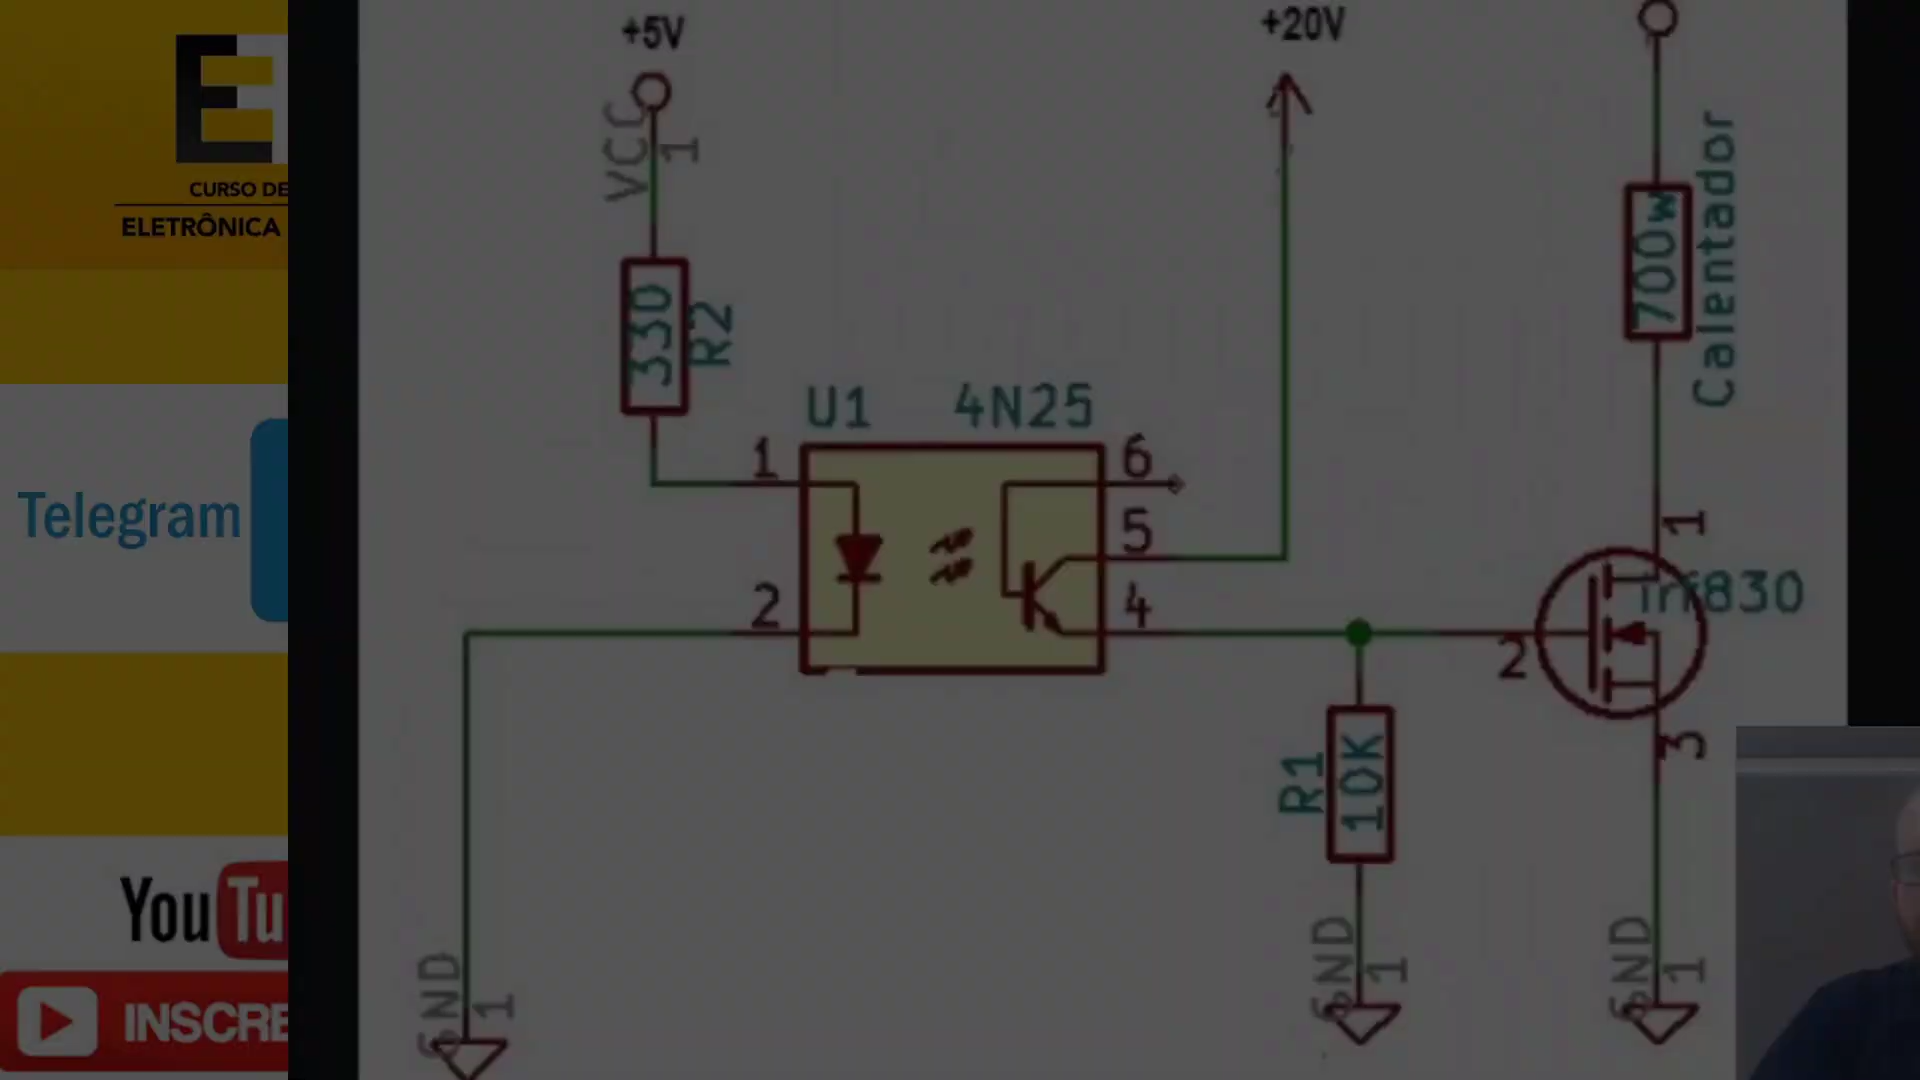 E
CURSO DE
ELETRÔNICA
Telegram
YouTu
INSCRE
+5V
VCC
1
330
R2
U1 4N25
1
2
6
5
4
+20V
700w
Calentador
1
irf830
2
3
R1
10K
GND
1
GND
1
GND
1